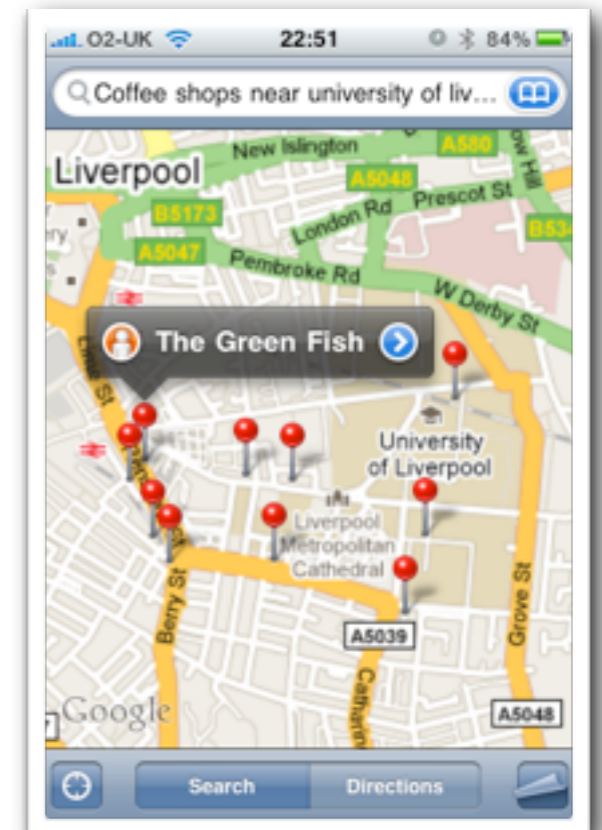 O2-UK 22:51 84%
Coffee shops near university of liv...
New Islington
A580
Liverpool
A5048
Prescot St
B5173
London Rd
A5047
Pembroke Rd
W Derby St
The Green Fish
Lime St
University
of Liverpool
Liverpool
Metropolitan
Cathedral
Berry St
Grove St
A5039
Google
A5048
Search Directions